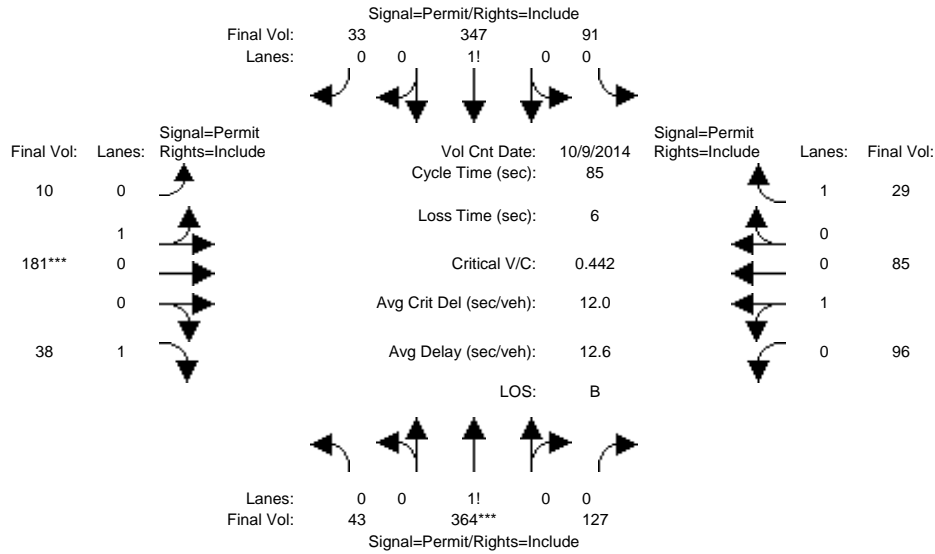 Signal=Permit/Rights=Include
Final Vol: 33 347 91
Lanes: 0 0 1! 0 0
Signal=Permit Signal=Permit
Final Vol: Lanes: Rights=Include Vol Cnt Date: 10/9/2014 Rights=Include Lanes: Final Vol:
Cycle Time (sec): 85
10 0 1 29
Loss Time (sec): 6
1 0
181*** 0 Critical V/C: 0.442 0 85
0 Avg Crit Del (sec/veh): 12.0 1
38 1 Avg Delay (sec/veh): 12.6 0 96
LOS: B
Lanes: 0 0 1! 0 0
Final Vol: 43 364*** 127
Signal=Permit/Rights=Include